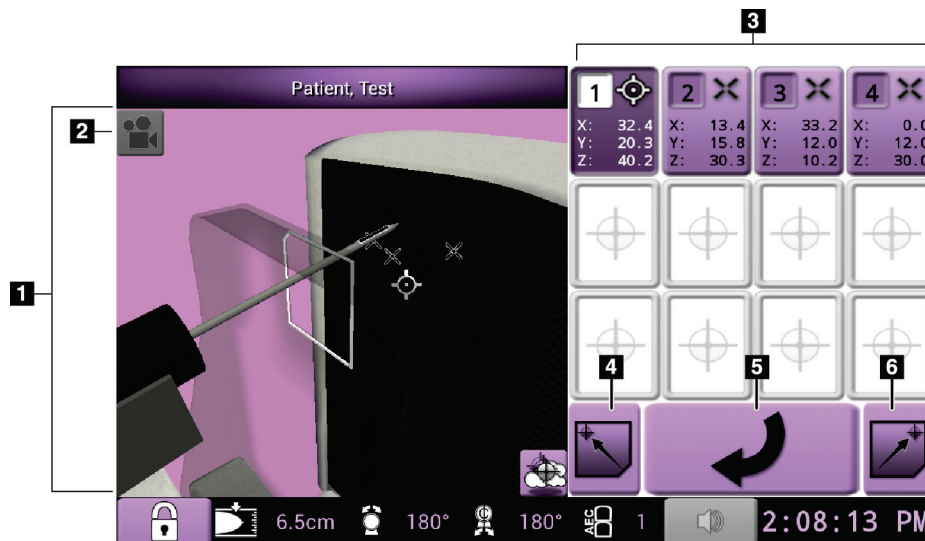 3
Patient, Test
1 2 3 4
X: 32.4 X: 13.4 X: 33.2 X: 0.0
Y: 20.3 Y: 15.8 Y: 12.0 Y: 12.0
Z: 40.2 Z: 30.3 Z: 10.2 Z: 30.0
2
1
4 5 6
6.5cm 180° 180° AEC 1 2:08:13 PM